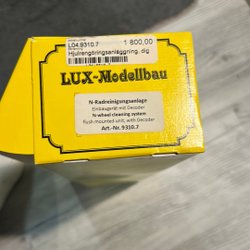 L04.9310.7
1 800,00
Hjulrengöringsanläggning, dig
LUX-Modellbau
N-Radreinigungsanlage
Einbaugerät mit Decoder
N-wheel cleaning system
flush mounted unit, with Decoder
Art.-Nr. 9310.7